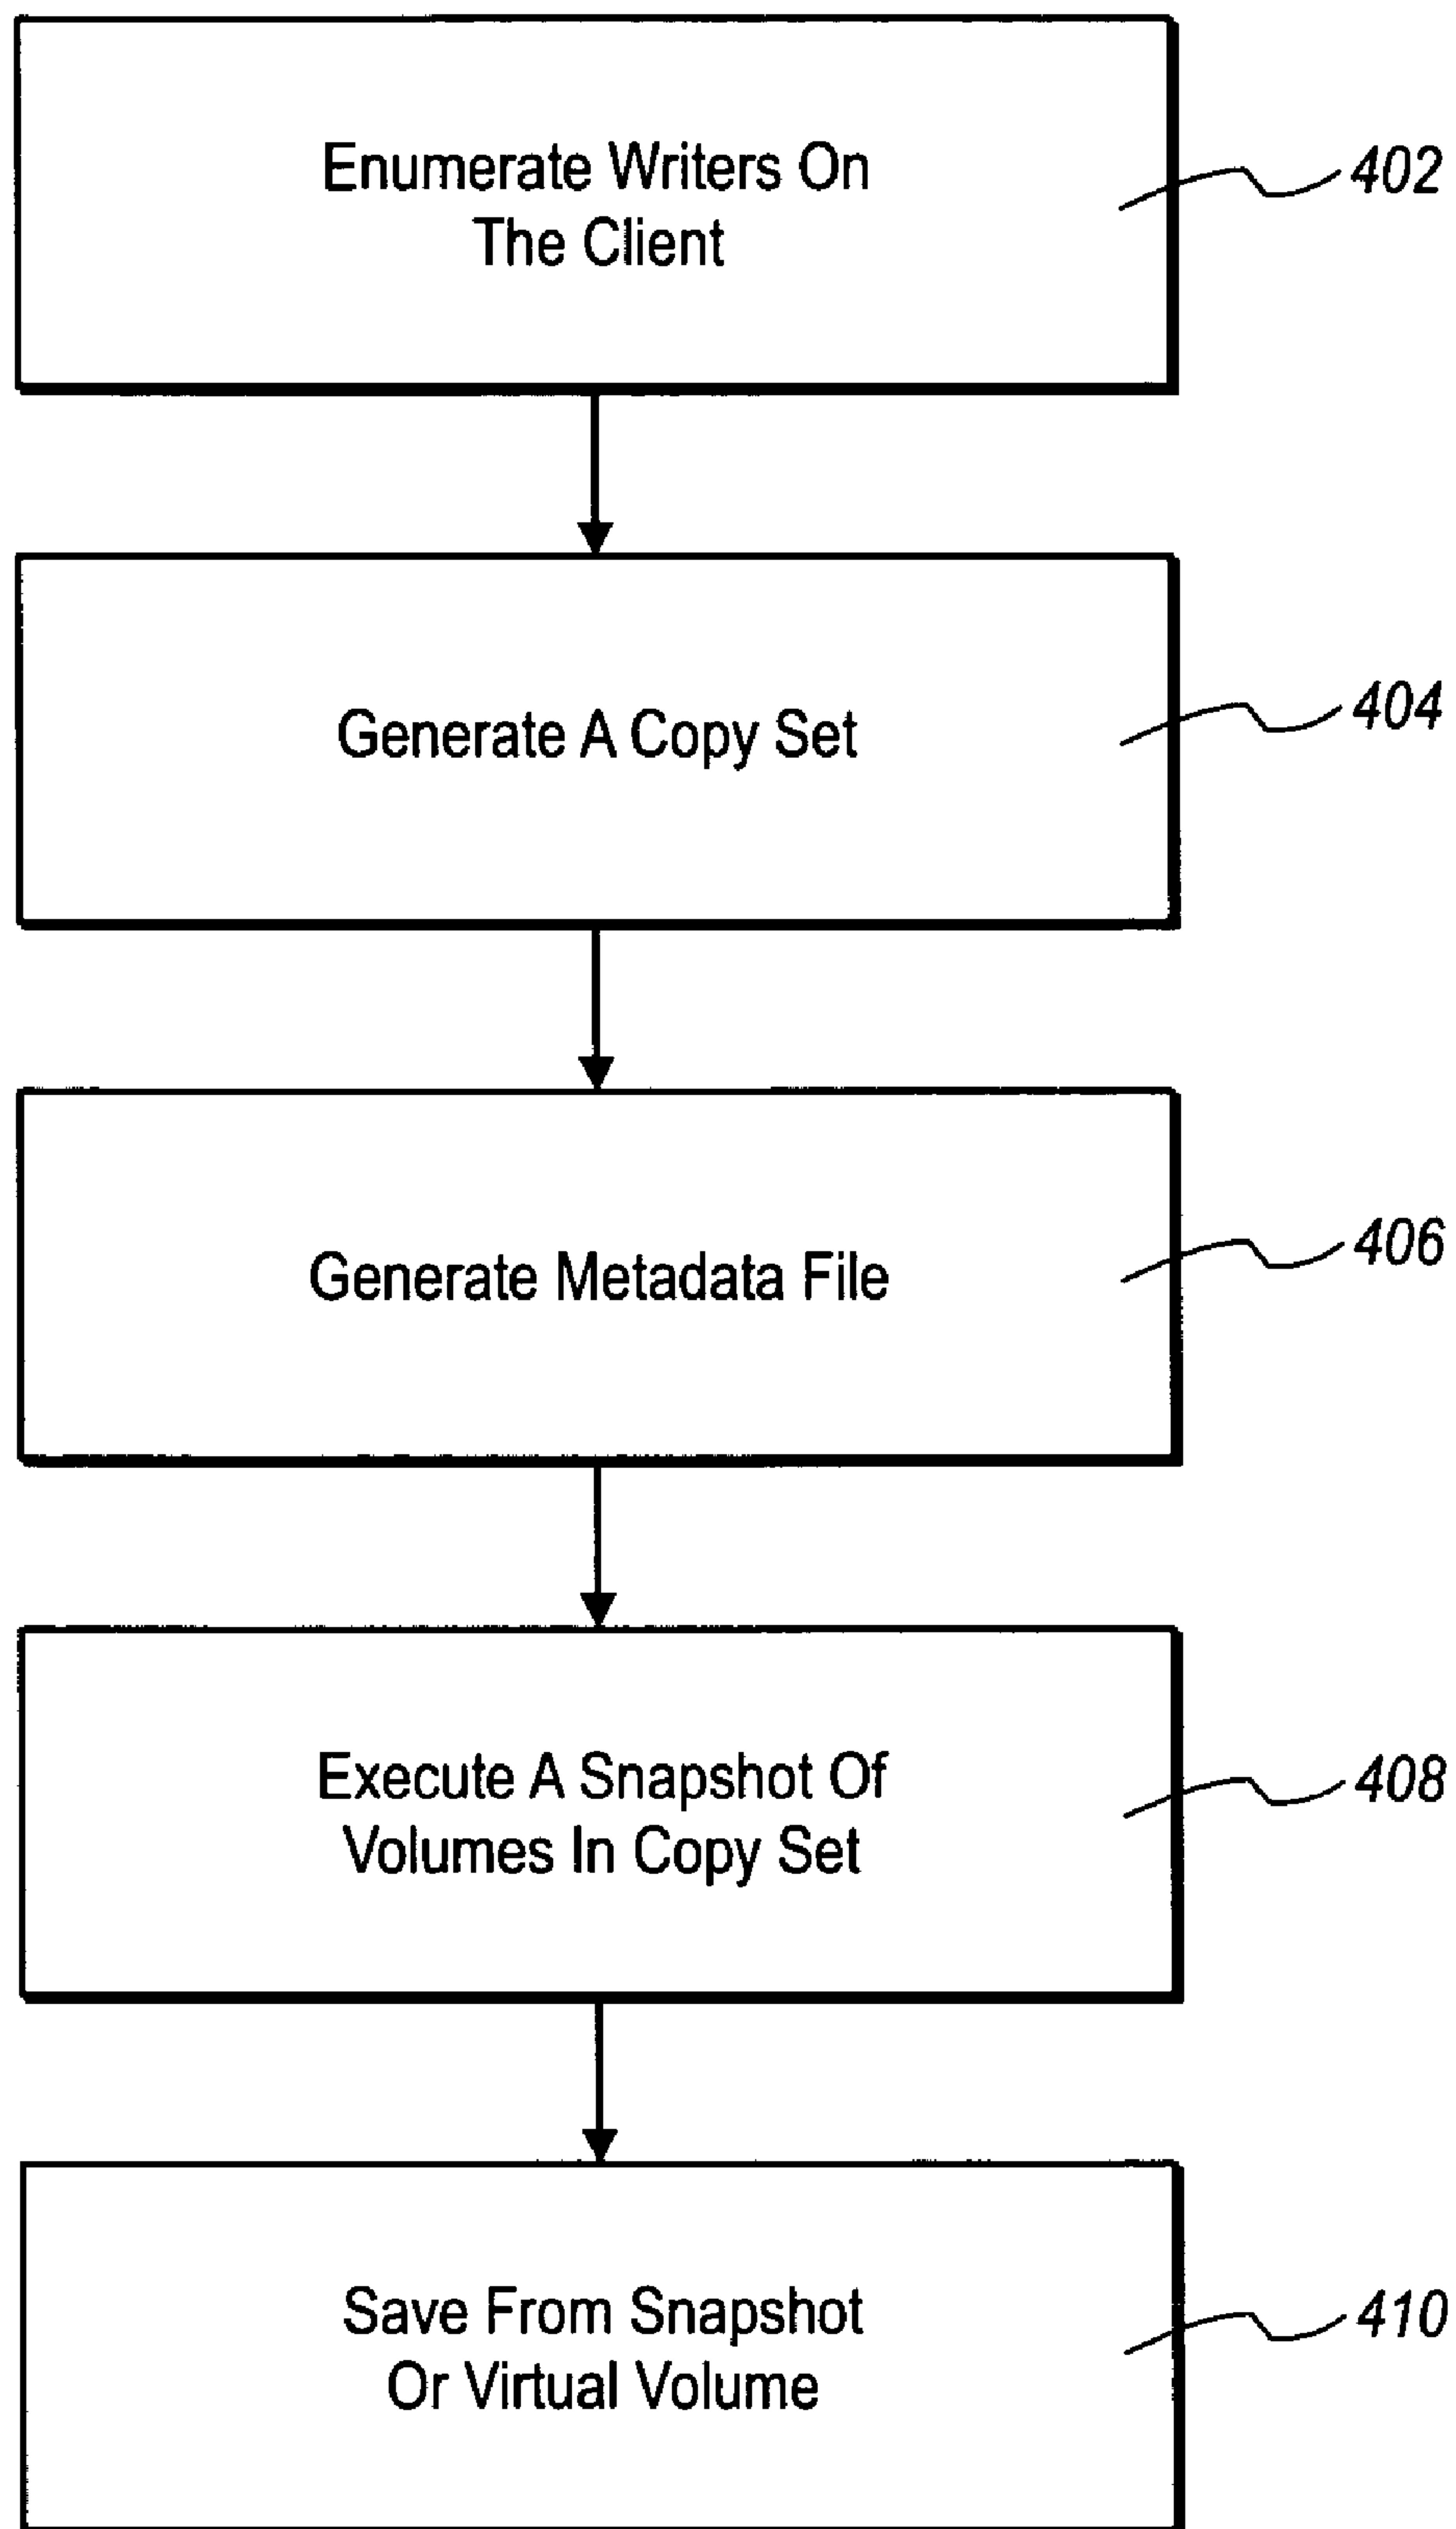 Enumerate Writers On
The Client
402
Generate A Copy Set
404
Generate Metadata File
406
Execute A Snapshot Of
Volumes In Copy Set
408
Save From Snapshot
Or Virtual Volume
410